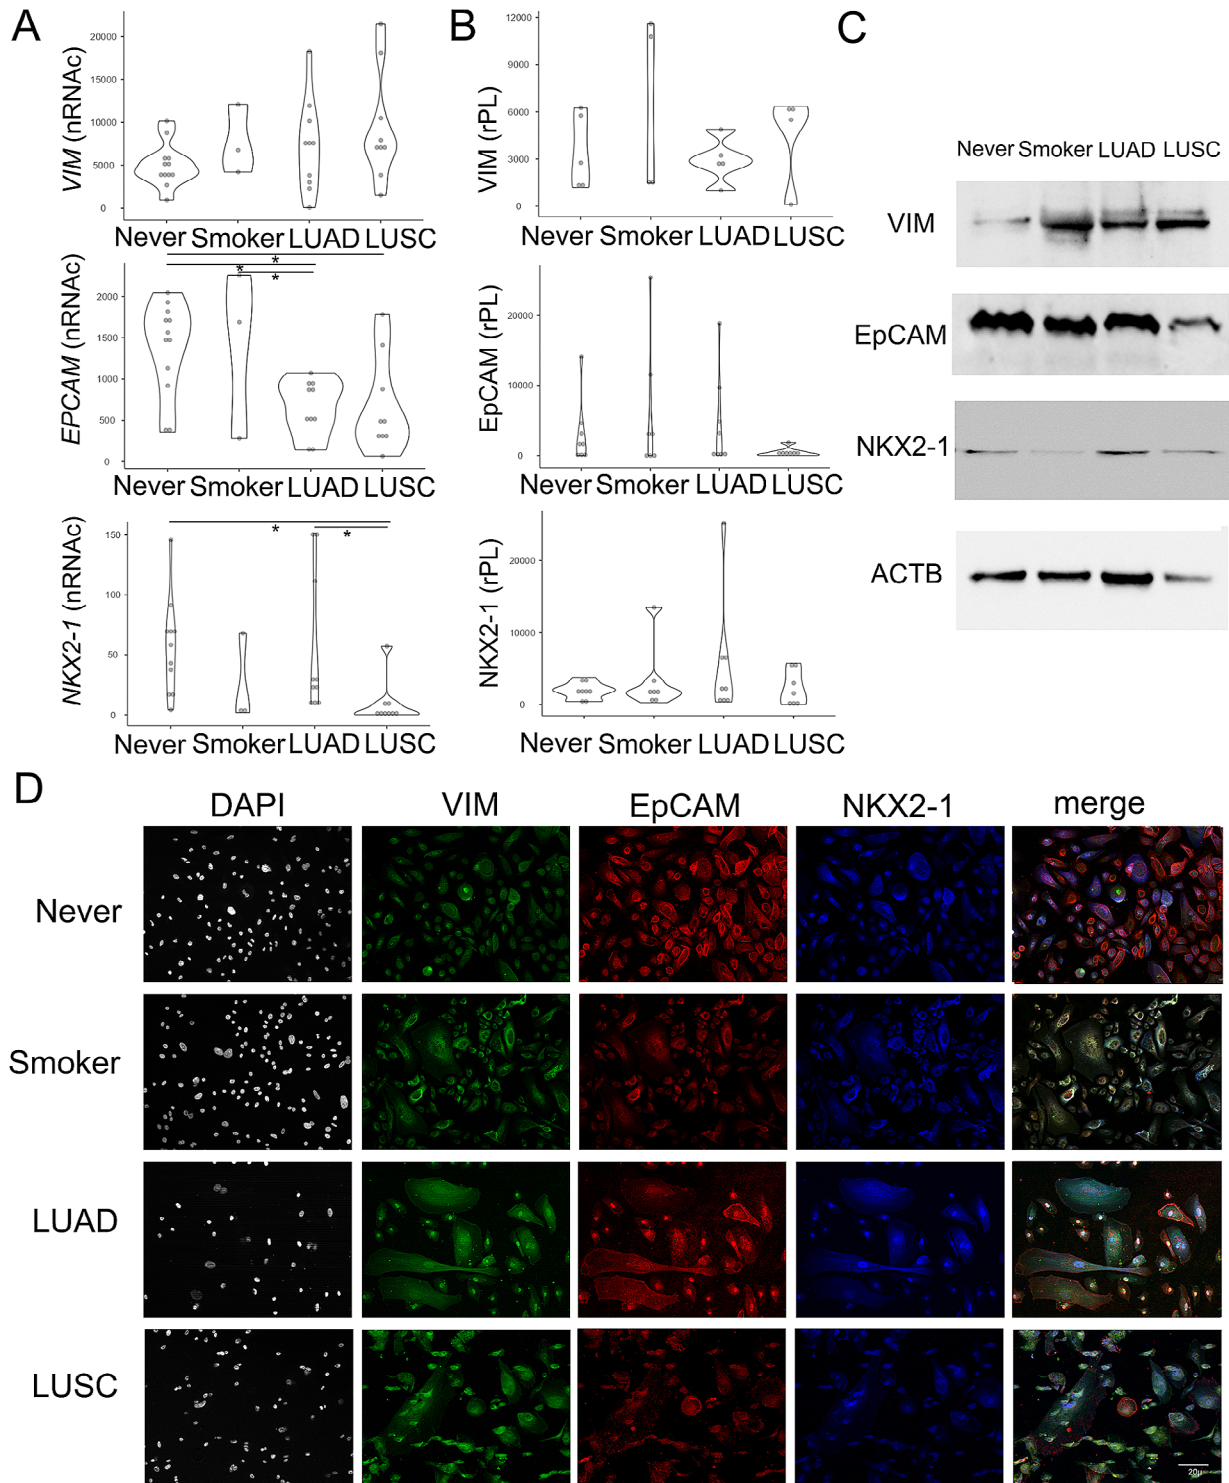 A
VIM (nRNAc)
20000
15000
10000
5000
0
Never Smoker LUAD LUSC
*
*
*
EPCAM (nRNAc)
2000
1500
1000
500
0
Never Smoker LUAD LUSC
*
*
NKX2-1 (nRNAc)
150
100
50
0
Never Smoker LUAD LUSC
B
VIM (rPL)
12000
9000
6000
3000
0
Never Smoker LUAD LUSC
EpCAM (rPL)
20000
10000
0
Never Smoker LUAD LUSC
NKX2-1 (rPL)
20000
10000
0
Never Smoker LUAD LUSC
C
Never Smoker LUAD LUSC
VIM
EpCAM
NKX2-1
ACTB
D
DAPI VIM EpCAM NKX2-1 merge
Never
Smoker
LUAD
LUSC
20μ